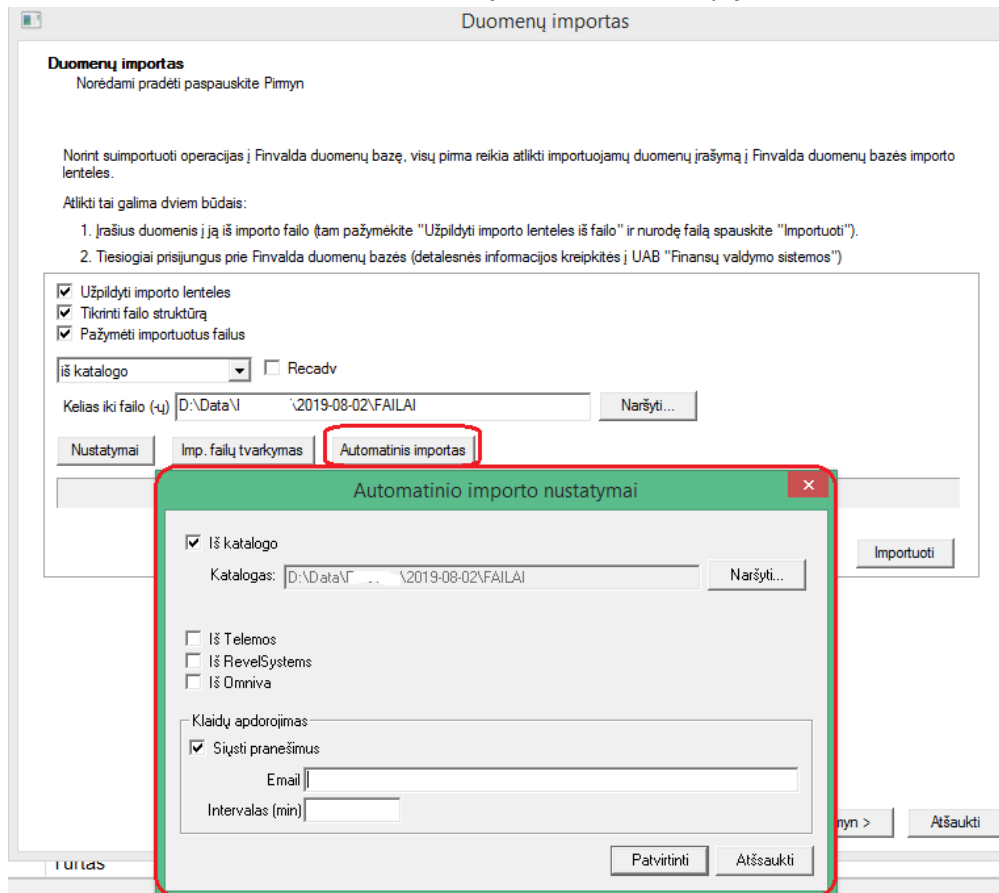 Duomenų importas
Duomenų importas
Norėdami pradėti paspauskite Pirmyn
Norint suimportuoti operacijas į Finvalda duomenų bazę, visų pirma reikia atlikti importuojamų duomenų įrašymą į Finvalda duomenų bazės importo
lenteles.
Atlikti tai galima dviem būdais:
1. Įrašius duomenis į ją iš importo failo (tam pažymėkite "Užpildyti importo lenteles iš failo" ir nurodę failą spauskite "Importuoti").
2. Tiesiogiai prisijungus prie Finvalda duomenų bazės (detalesnės informacijos kreipkitės į UAB "Finansų valdymo sistemos")
Užpildyti importo lenteles
Tikrinti failo struktūrą
Pažymėti importuotus failus
iš katalogo Recadv
Kelias iki failo (-ų) D:\Data\ \2019-08-02\FAILAI Naršyti...
Nustatymai Imp. failų tvarkymas Automatinis importas
Automatinio importo nustatymai
Iš katalogo
Katalogas: D:\Data\ \2019-08-02\FAILAI Naršyti...
Importuoti
Iš Telemos
Iš RevelSystems
Iš Omniva
Klaidų apdorojimas
Siųsti pranešimus
Email
Intervalas (min)
myn > Atšaukti
Patvirtinti Atšsaukti
Turtas